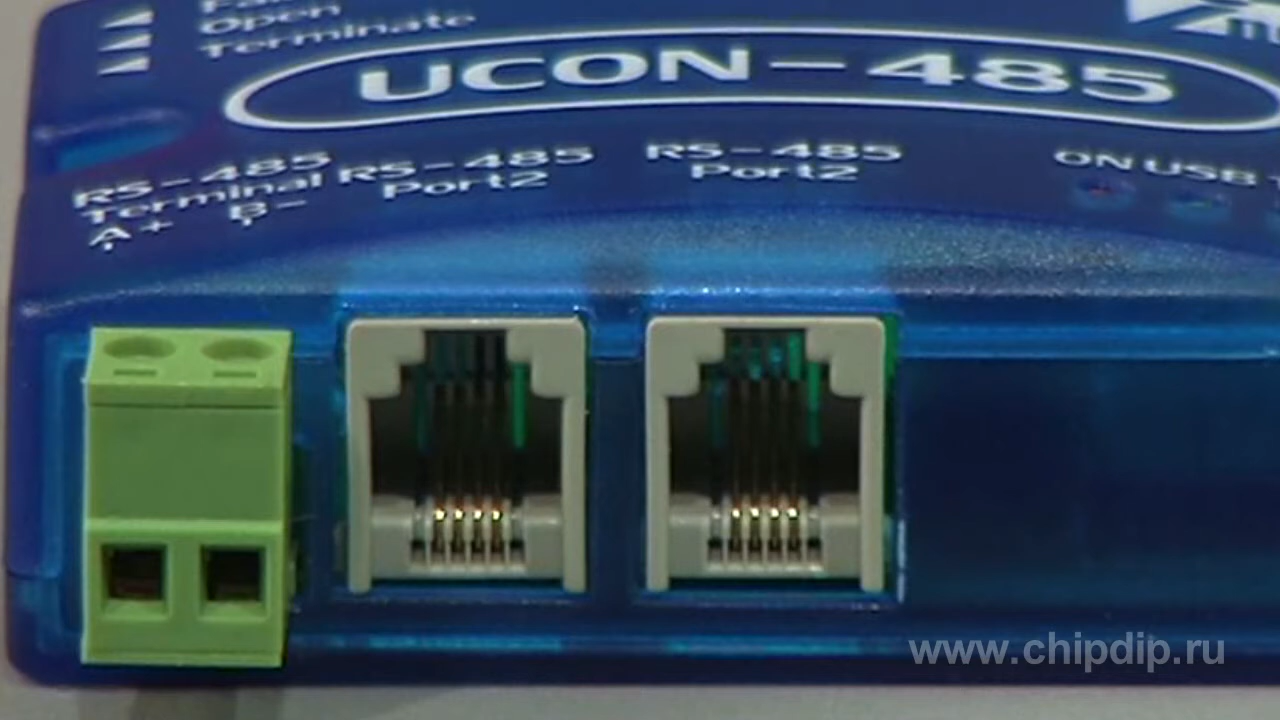 Open
Terminate
UCON-485
RS-485
Terminal
A+ B-
RS-485
Port2
RS-485
Port2
ON USB
www.chipdip.ru